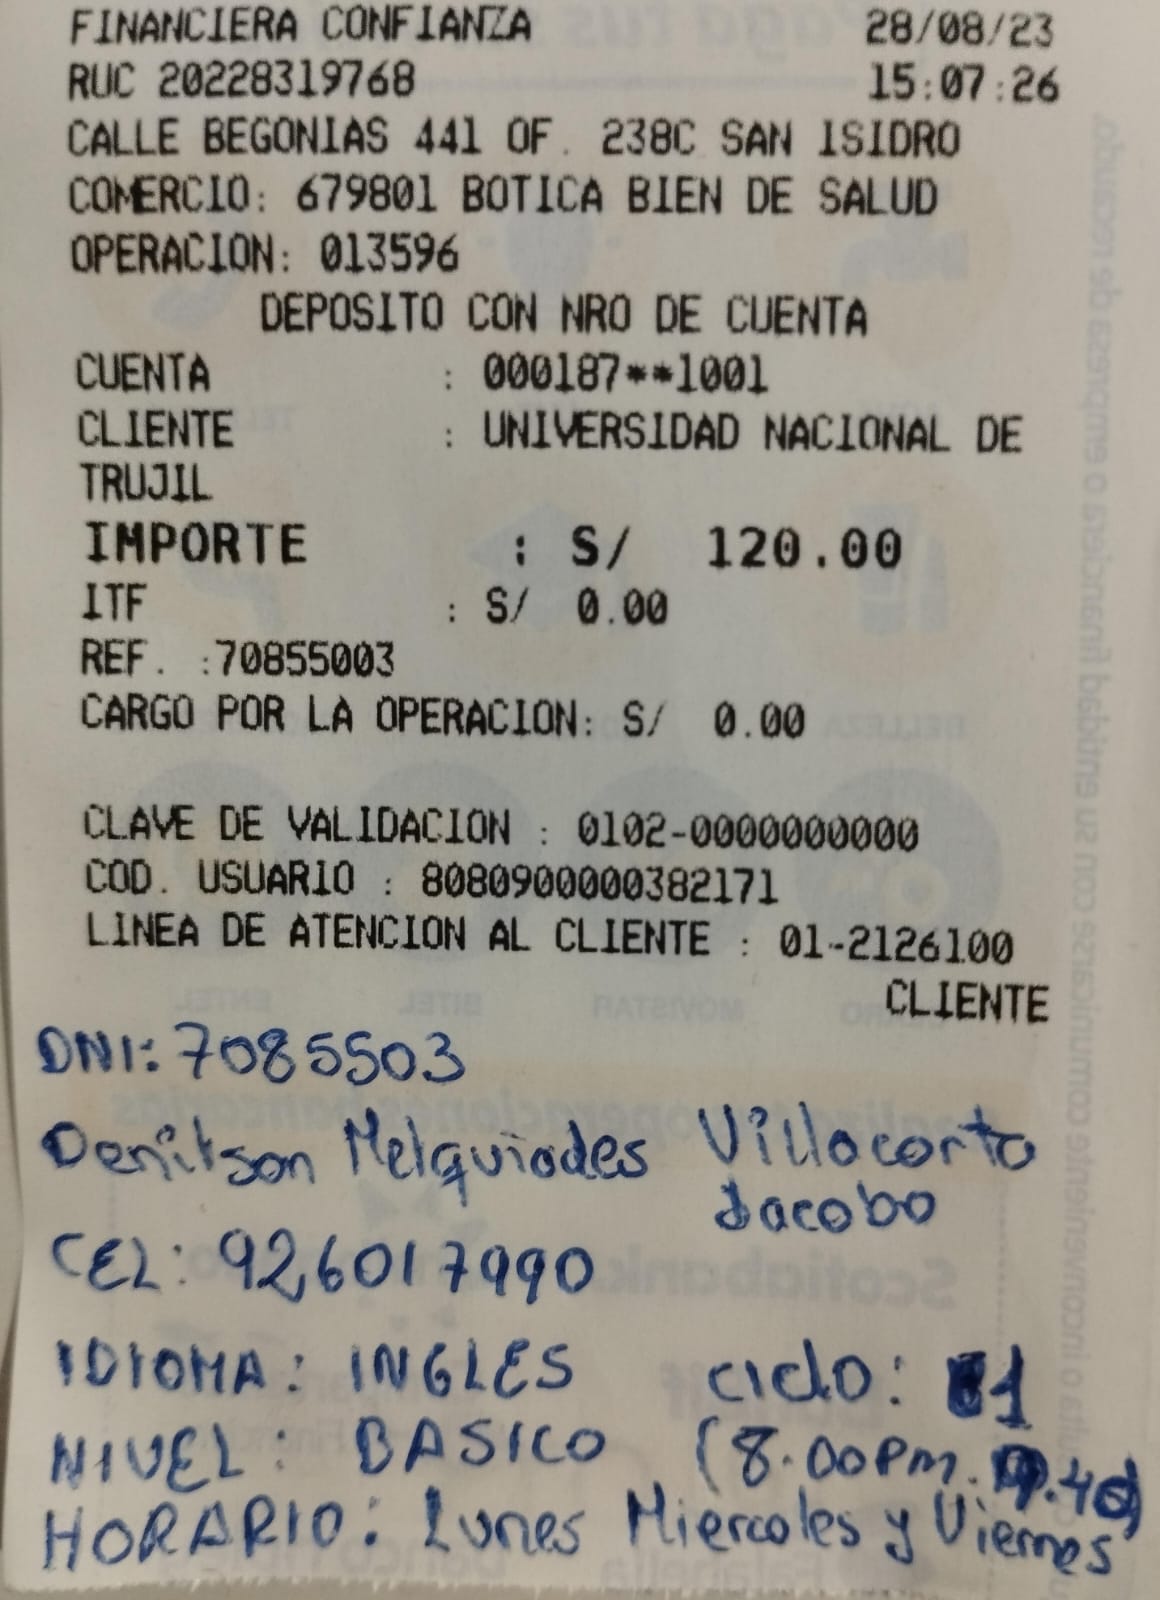 FINANCIERA CONFIANZA 28/08/23
RUC 20228319768 15:07:26
CALLE BEGONIAS 441 OF. 238C SAN ISIDRO
COMERCIO: 679801 BOTICA BIEN DE SALUD
OPERACION: 013596
DEPOSITO CON NRO DE CUENTA
CUENTA : 000187**1001
CLIENTE : UNIVERSIDAD NACIONAL DE
TRUJIL
IMPORTE : S/ 120.00
ITF : S/ 0.00
REF. :70855003
CARGO POR LA OPERACION: S/ 0.00
CLAVE DE VALIDACION : 0102-0000000000
COD. USUARIO : 8080900000382171
LINEA DE ATENCION AL CLIENTE : 01-2126100
CLIENTE
DNI: 7085503
Denilson Melquiades Villacorta
Jacobo
CEL: 926017990
IDIOMA: INGLES Ciclo: 1
NIVEL: BASICO (8.00PM. 9.40)
HORARIO: Lunes Miercoles y Viernes